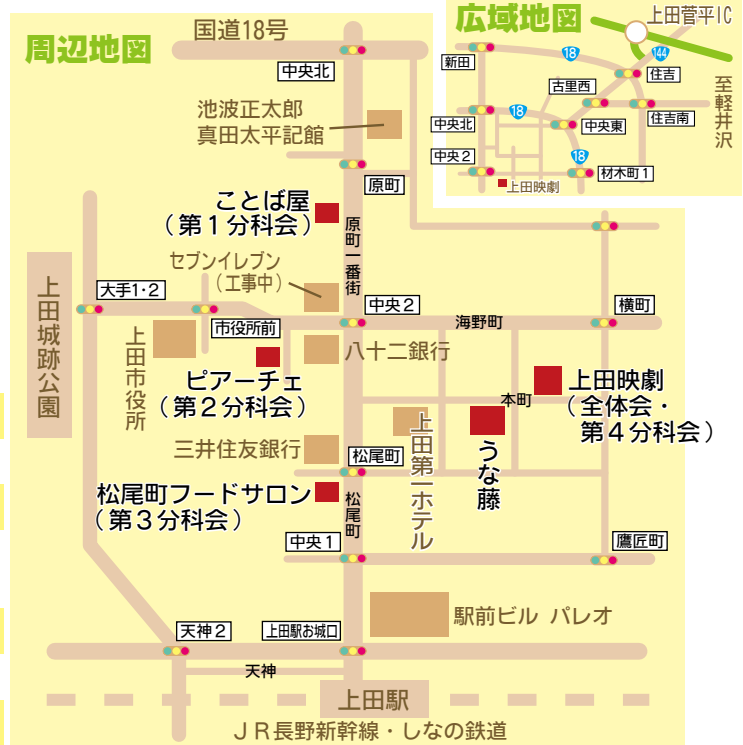 周辺地図
国道18号
中央北
池波正太郎
真田太平記館
原町
ことば屋
（第1分科会）
原町一番街
セブンイレブン
（工事中）
大手1・2
中央2
横町
上田城跡公園
市役所前
海野町
上田市役所
八十二銀行
ピアーチェ
（第2分科会）
本町
上田映劇
（全体会・
第4分科会）
上田第一ホテル
うな藤
三井住友銀行
松尾町
松尾町フードサロン
（第3分科会）
松尾町
中央1
鷹匠町
駅前ビル パレオ
天神2
上田駅お城口
天神
上田駅
JR長野新幹線・しなの鉄道
広域地図
上田菅平IC
新田
18
144
住吉
古里西
至軽井沢
中央北
18
中央東
住吉南
中央2
18
材木町1
上田映劇